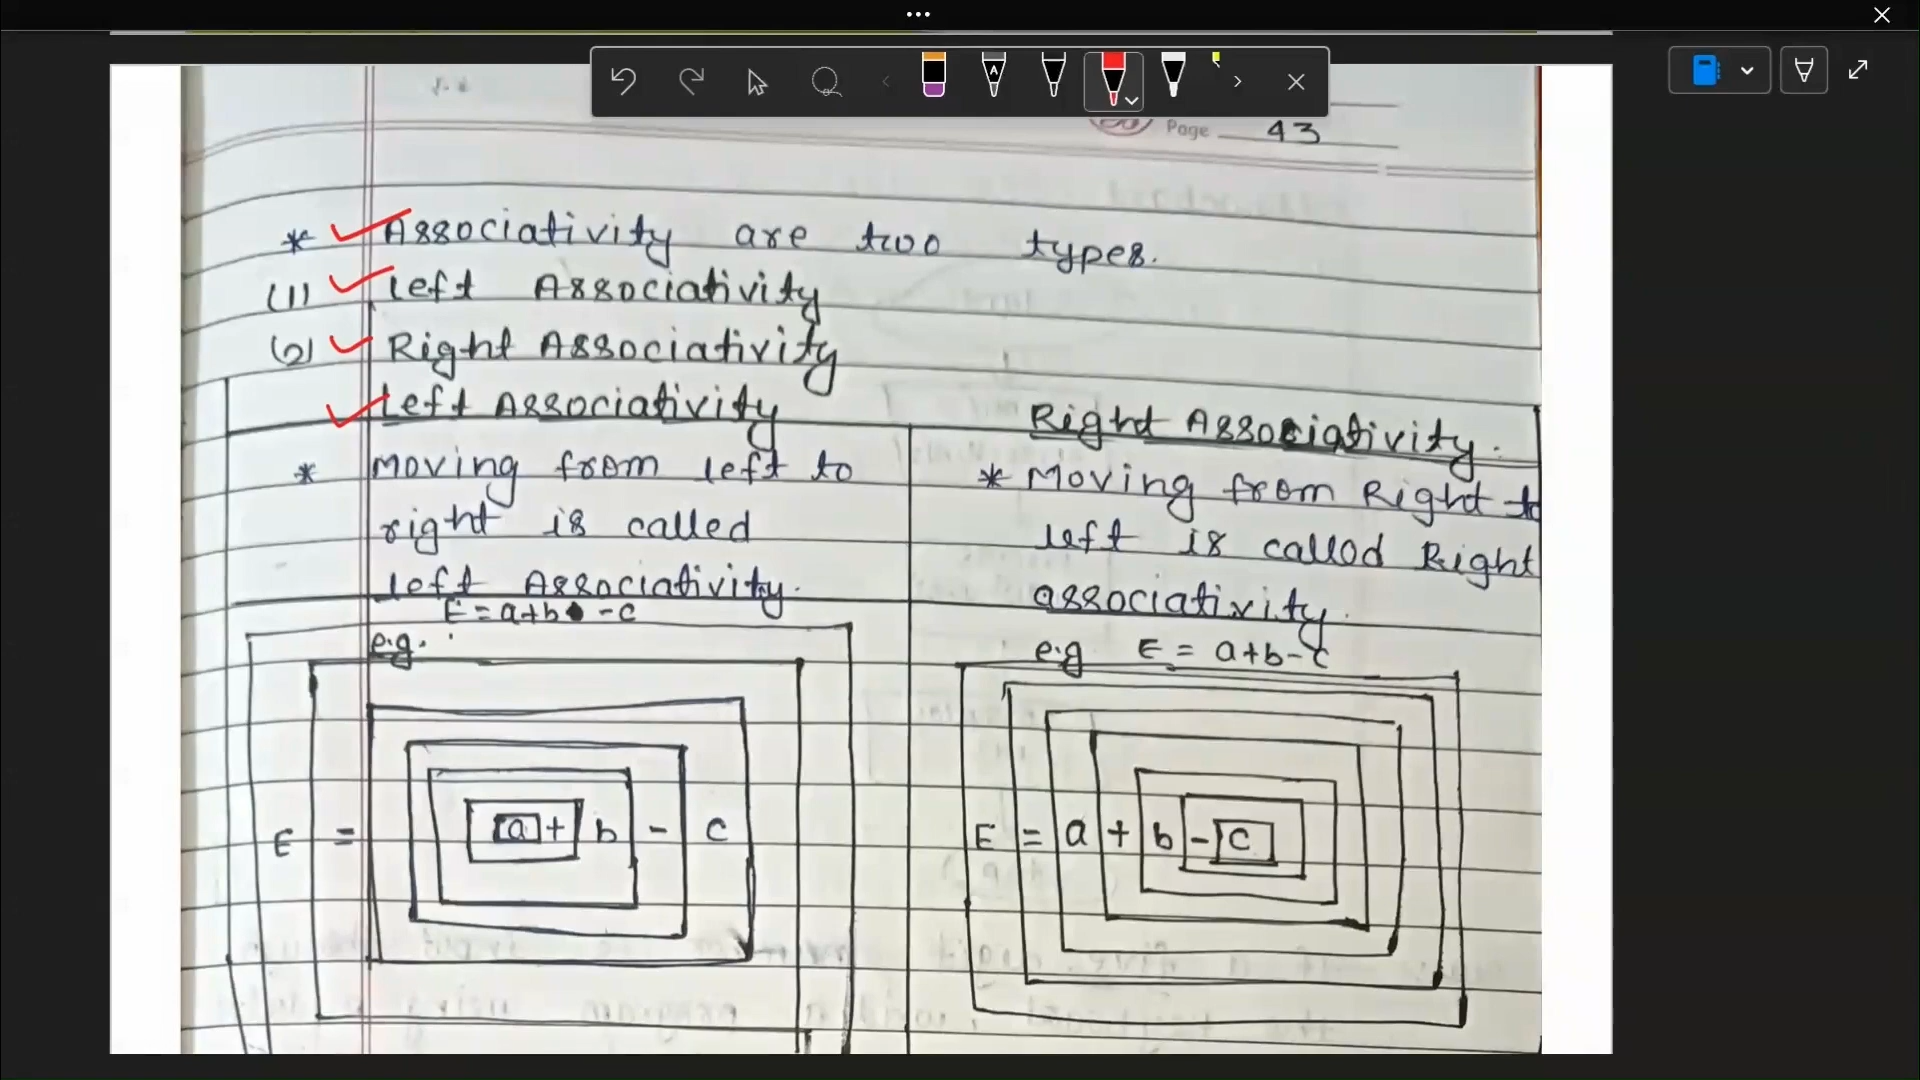 Page 43
* Associativity are two types.
(1) Left Associativity
(2) Right Associativity
Left Associativity
* Moving from left to
right is called
left Associativity.
E = a+b -c
e.g.
E = a + b - c
Right Associativity.
* Moving from Right to
left is called Right
associativity.
e.g E = a+b-c
E = a + b - c